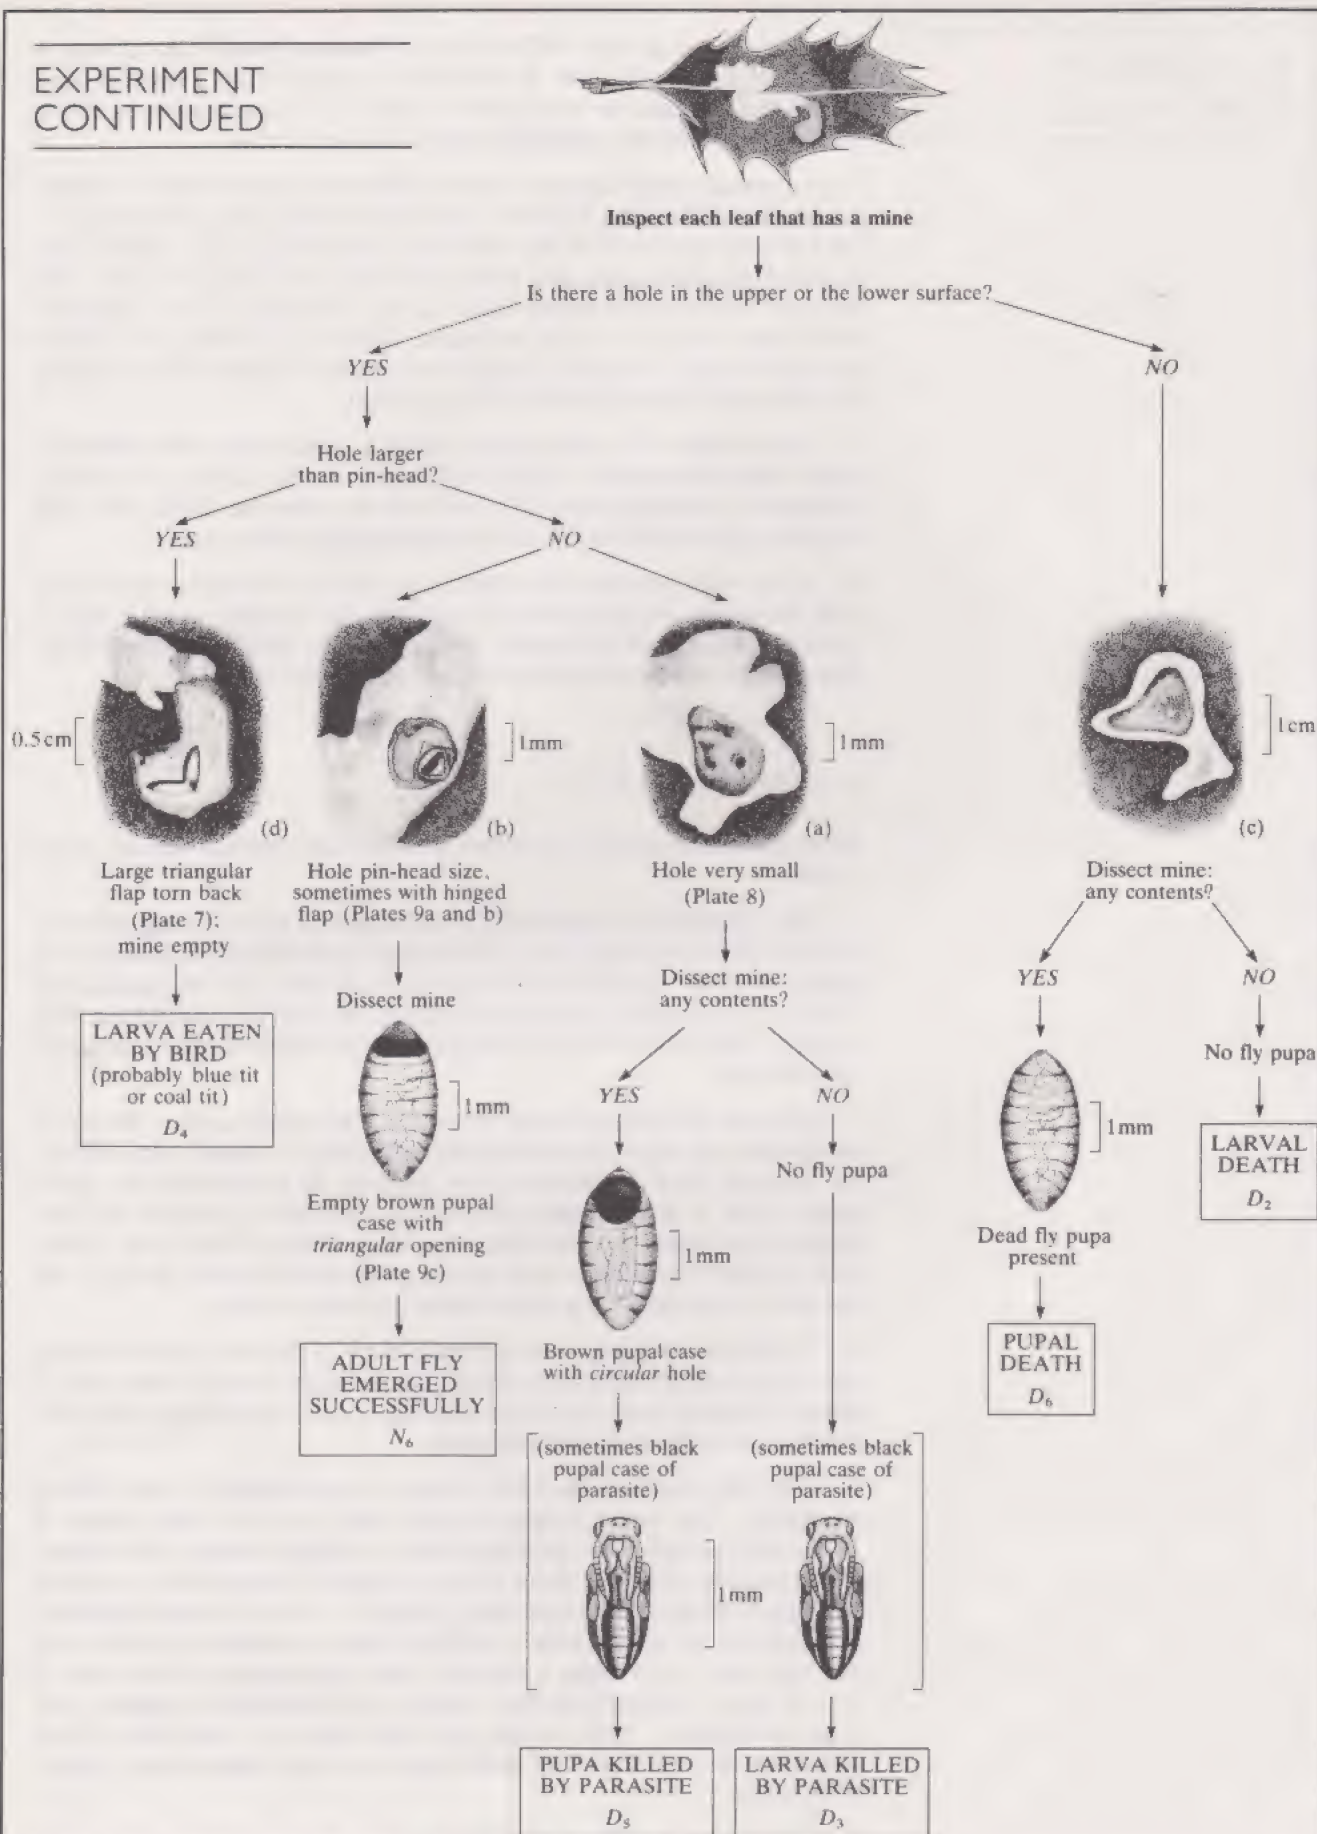 EXPERIMENT
CONTINUED
Inspect each leaf that has a mine
Is there a hole in the upper or the lower surface?
YES
NO
Hole larger
than pin-head?
YES
NO
0.5 cm
1 mm
1 mm
1 cm
(d)
(b)
(a)
(c)
Large triangular
flap torn back
(Plate 7);
mine empty
Hole pin-head size,
sometimes with hinged
flap (Plates 9a and b)
Hole very small
(Plate 8)
Dissect mine:
any contents?
Dissect mine
Dissect mine:
any contents?
YES
NO
LARVA EATEN
BY BIRD
(probably blue tit
or coal tit)
D₄
1 mm
YES
NO
No fly pupa
1 mm
No fly pupa
LARVAL
DEATH
D₂
Empty brown pupal
case with
triangular opening
(Plate 9c)
1 mm
Dead fly pupa
present
ADULT FLY
EMERGED
SUCCESSFULLY
N₆
Brown pupal case
with circular hole
PUPAL
DEATH
D₆
(sometimes black
pupal case of
parasite)
(sometimes black
pupal case of
parasite)
1 mm
PUPA KILLED
BY PARASITE
D₅
LARVA KILLED
BY PARASITE
D₃